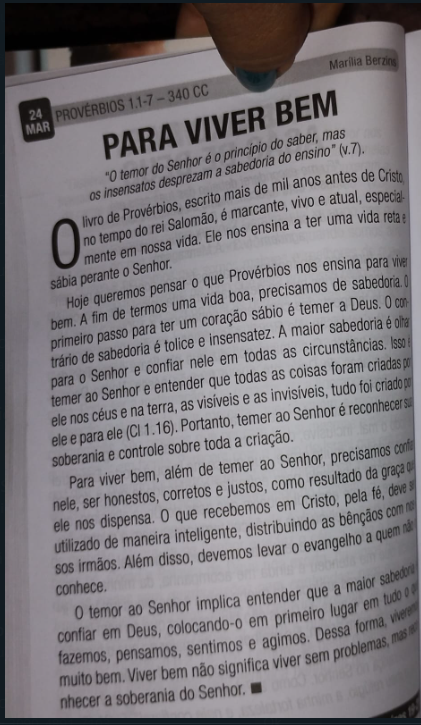 24
MAR
PROVÉRBIOS 1.1-7 – 340 CC
Marília Berzins
PARA VIVER BEM
"O temor do Senhor é o princípio do saber, mas
os insensatos desprezam a sabedoria do ensino" (v.7).
O livro de Provérbios, escrito mais de mil anos antes de Cristo,
no tempo do rei Salomão, é marcante, vivo e atual, especial-
mente em nossa vida. Ele nos ensina a ter uma vida reta e
sábia perante o Senhor.
Hoje queremos pensar o que Provérbios nos ensina para viver
bem. A fim de termos uma vida boa, precisamos de sabedoria. O
primeiro passo para ter um coração sábio é temer a Deus. O con-
trário de sabedoria é tolice e insensatez. A maior sabedoria é olhar
para o Senhor e confiar nele em todas as circunstâncias. Isso é
temer ao Senhor e entender que todas as coisas foram criadas por
ele nos céus e na terra, as visíveis e as invisíveis, tudo foi criado por
ele e para ele (Cl 1.16). Portanto, temer ao Senhor é reconhecer sua
soberania e controle sobre toda a criação.
Para viver bem, além de temer ao Senhor, precisamos confiar
nele, ser honestos, corretos e justos, como resultado da graça que
ele nos dispensa. O que recebemos em Cristo, pela fé, deve ser
utilizado de maneira inteligente, distribuindo as bênçãos com nos-
sos irmãos. Além disso, devemos levar o evangelho a quem não
conhece.
O temor ao Senhor implica entender que a maior sabedoria é
confiar em Deus, colocando-o em primeiro lugar em tudo o que
fazemos, pensamos, sentimos e agimos. Dessa forma, viveremos
muito bem. Viver bem não significa viver sem problemas, mas reco-
nhecer a soberania do Senhor. ■